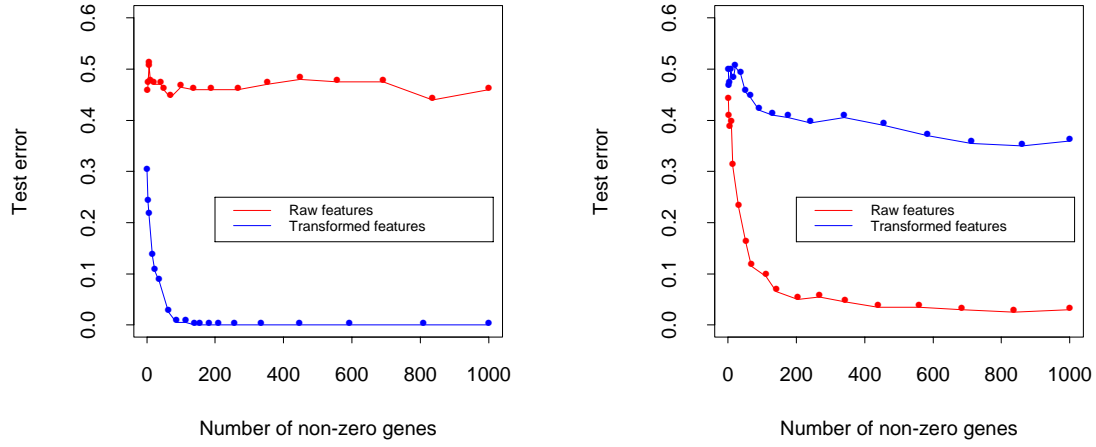 0.6
0.5
0.4
0.3
0.2
0.1
0.0
Test error
Raw features
Transformed features
0 200 400 600 800 1000
Number of non-zero genes
0.6
0.5
0.4
0.3
0.2
0.1
0.0
Test error
Raw features
Transformed features
0 200 400 600 800 1000
Number of non-zero genes